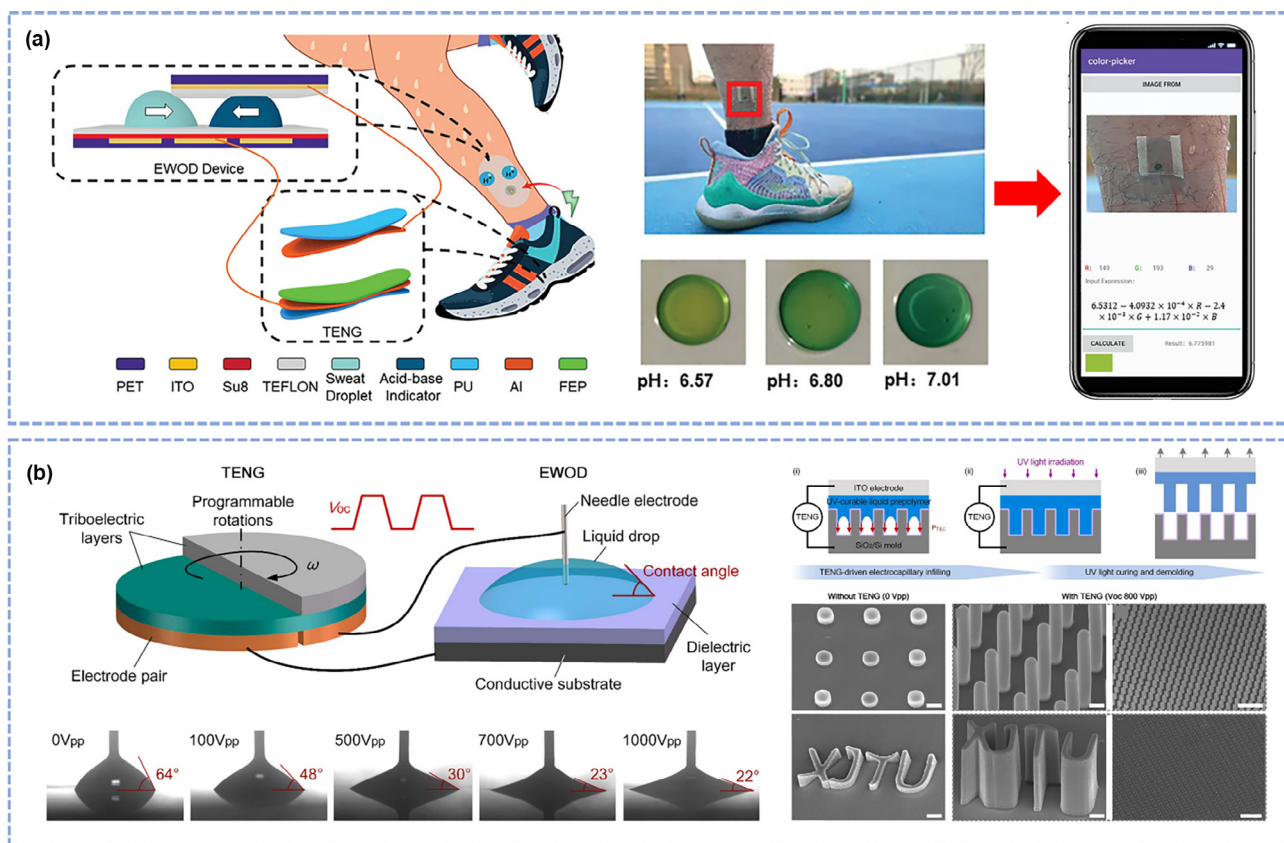 (a)
EWOD Device
H⁺
H⁺
TENG
PET
ITO
Su8
TEFLON
Sweat
Droplet
Acid-base
Indicator
PU
Al
FEP
pH： 6.57
pH： 6.80
pH： 7.01
color-picker
IMAGE FROM
R: 149
G: 193
B: 29
Input Expression:
6.5312 − 4.0932 × 10⁻⁴ × R − 2.4
× 10⁻³ × G + 1.17 × 10⁻² × B
CALCULATE
Result: 6.775981
(b)
TENG
Programmable
rotations
Triboelectric
layers
ω
Electrode pair
Voc
EWOD
Needle electrode
Liquid drop
Contact angle
Dielectric
layer
Conductive substrate
0Vpp
64°
100Vpp
48°
500Vpp
30°
700Vpp
23°
1000Vpp
22°
(i)
ITO electrode
UV-curable liquid prepolymer
TENG
PTEC
SiO2/Si mold
(ii)
UV light irradiation
TENG
(iii)
TENG-driven electrocapillary infilling
UV light curing and demolding
Without TENG (0 Vpp)
With TENG (Voc 800 Vpp)
XJTU
XJTU